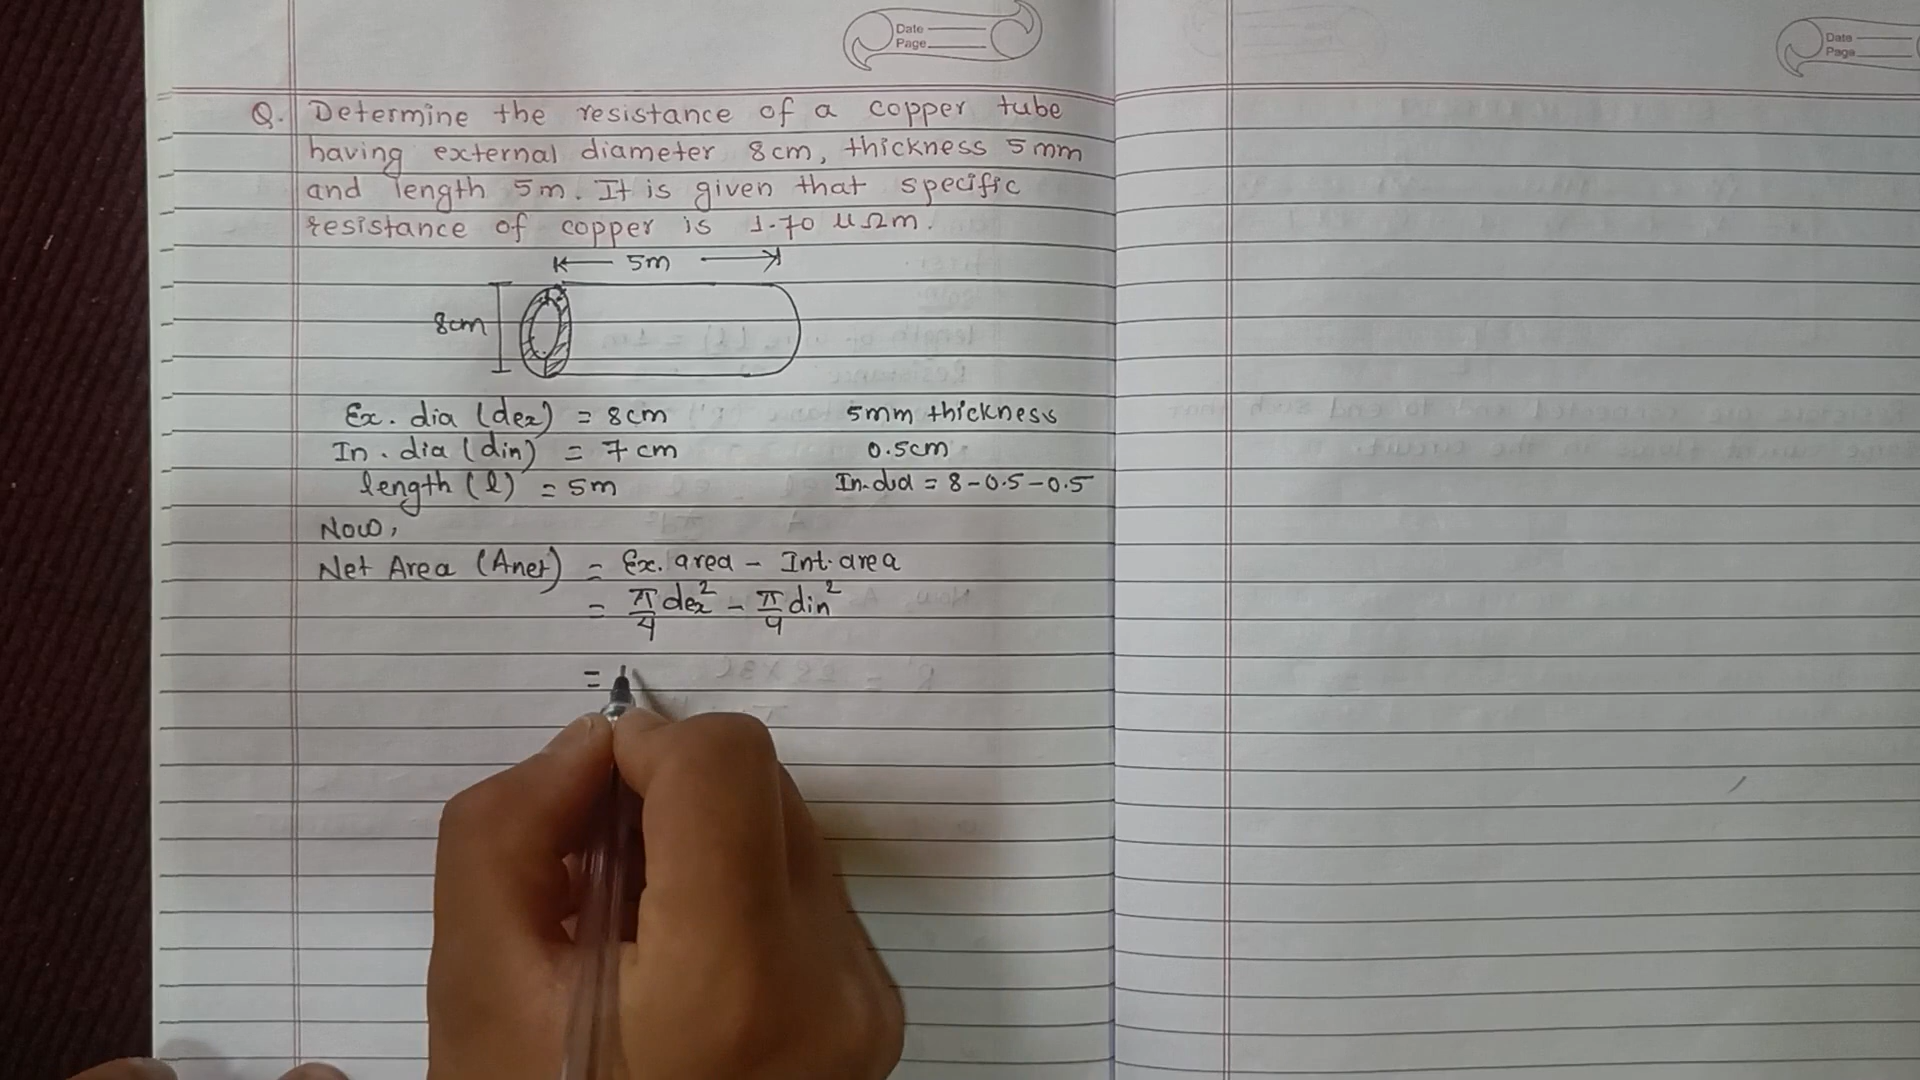 Date
Page
Date
Page
Q. Determine the resistance of a copper tube
having external diameter 8cm, thickness 5mm
and length 5m. It is given that specific
resistance of copper is 1.70 μΩm.
5m
8cm
Ex. dia (dex) = 8cm
5mm thickness
In. dia (din) = 7cm
0.5cm
length (l) = 5m
In.dia = 8-0.5-0.5
Now,
Net Area (Anet) = Ex. area - Int. area
= π/4 dex² - π/4 din²
=